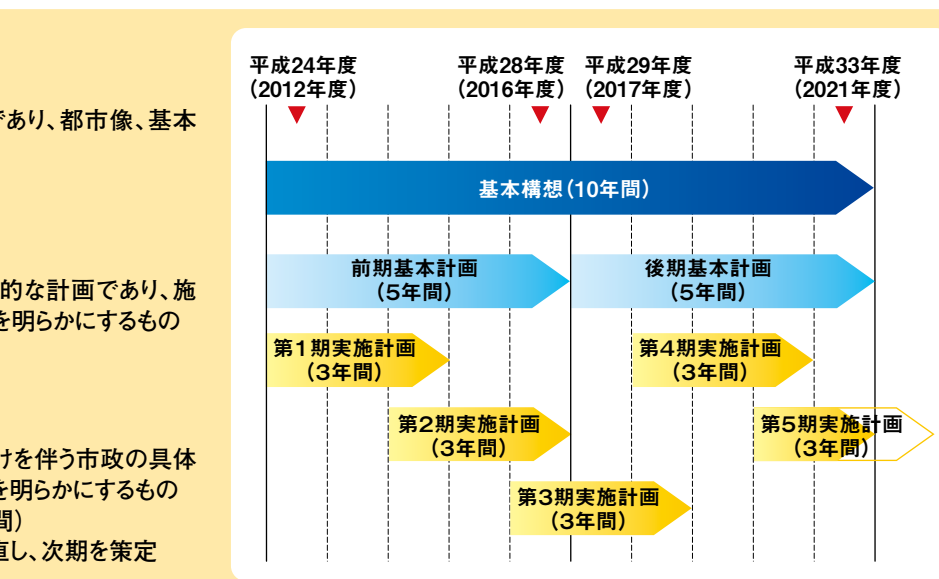 であり、都市像、基本
的な計画であり、施
を明らかにするもの
けを伴う市政の具体
を明らかにするもの
間）
直し、次期を策定
平成24年度
（2012年度）
平成28年度
（2016年度）
平成29年度
（2017年度）
平成33年度
（2021年度）
基本構想（10年間）
前期基本計画
（5年間）
後期基本計画
（5年間）
第1期実施計画
（3年間）
第4期実施計画
（3年間）
第2期実施計画
（3年間）
第5期実施計画
（3年間）
第3期実施計画
（3年間）